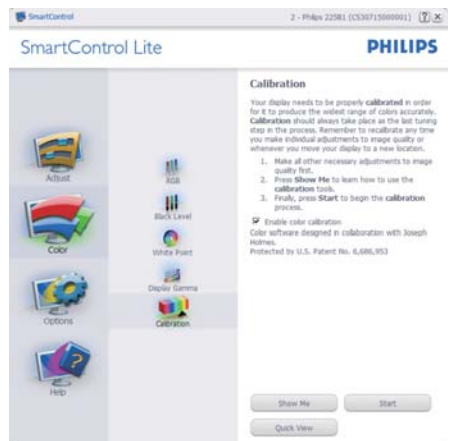 SmartControl
2 - Philips 225B1 (CS30715000001)
SmartControl Lite
PHILIPS
Adjust
Color
Options
Help
RGB
Black Level
White Point
Display Gamma
Calibration
Calibration
Your display needs to be properly calibrated in order
for it to produce the widest range of colors accurately.
Calibration should always take place as the last tuning
step in the process. Remember to recalibrate any time
you make individual adjustments to image quality or
whenever you move your display to a new location.
1. Make all other necessary adjustments to image
quality first.
2. Press Show Me to learn how to use the
calibration tools.
3. Finally, press Start to begin the calibration
process.
Enable color calibration
Color software designed in collaboration with Joseph
Holmes.
Protected by U.S. Patent No. 6,686,953
Show Me
Start
Quick View